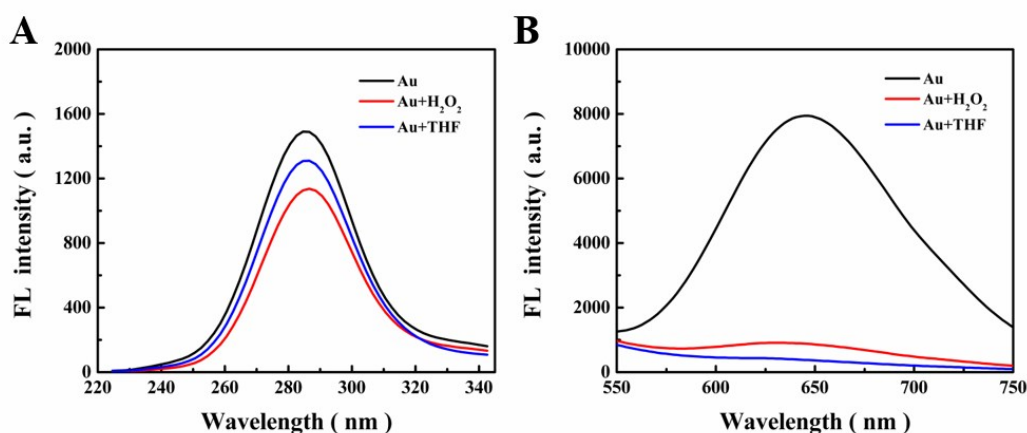 A
FL intensity ( a.u. )
2000
1600
1200
800
400
0
220 240 260 280 300 320 340
Wavelength ( nm )
Au
Au+H₂O₂
Au+THF
B
FL intensity ( a.u. )
10000
8000
6000
4000
2000
0
550 600 650 700 750
Wavelength ( nm )
Au
Au+H₂O₂
Au+THF